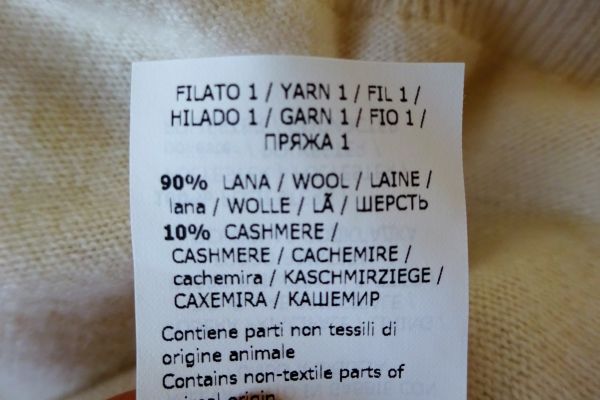 FILATO 1 / YARN 1 / FIL 1 /
HILADO 1 / GARN 1 / FIO 1 /
ПРЯЖА 1
90% LANA / WOOL / LAINE /
lana / WOLLE / LÃ / ШЕРСТЬ
10% CASHMERE /
CASHMERE / CACHEMIRE /
cachemira / KASCHMIRZIEGE /
CAXEMIRA / КАШЕМИР
Contiene parti non tessili di
origine animale
Contains non-textile parts of
animal origin